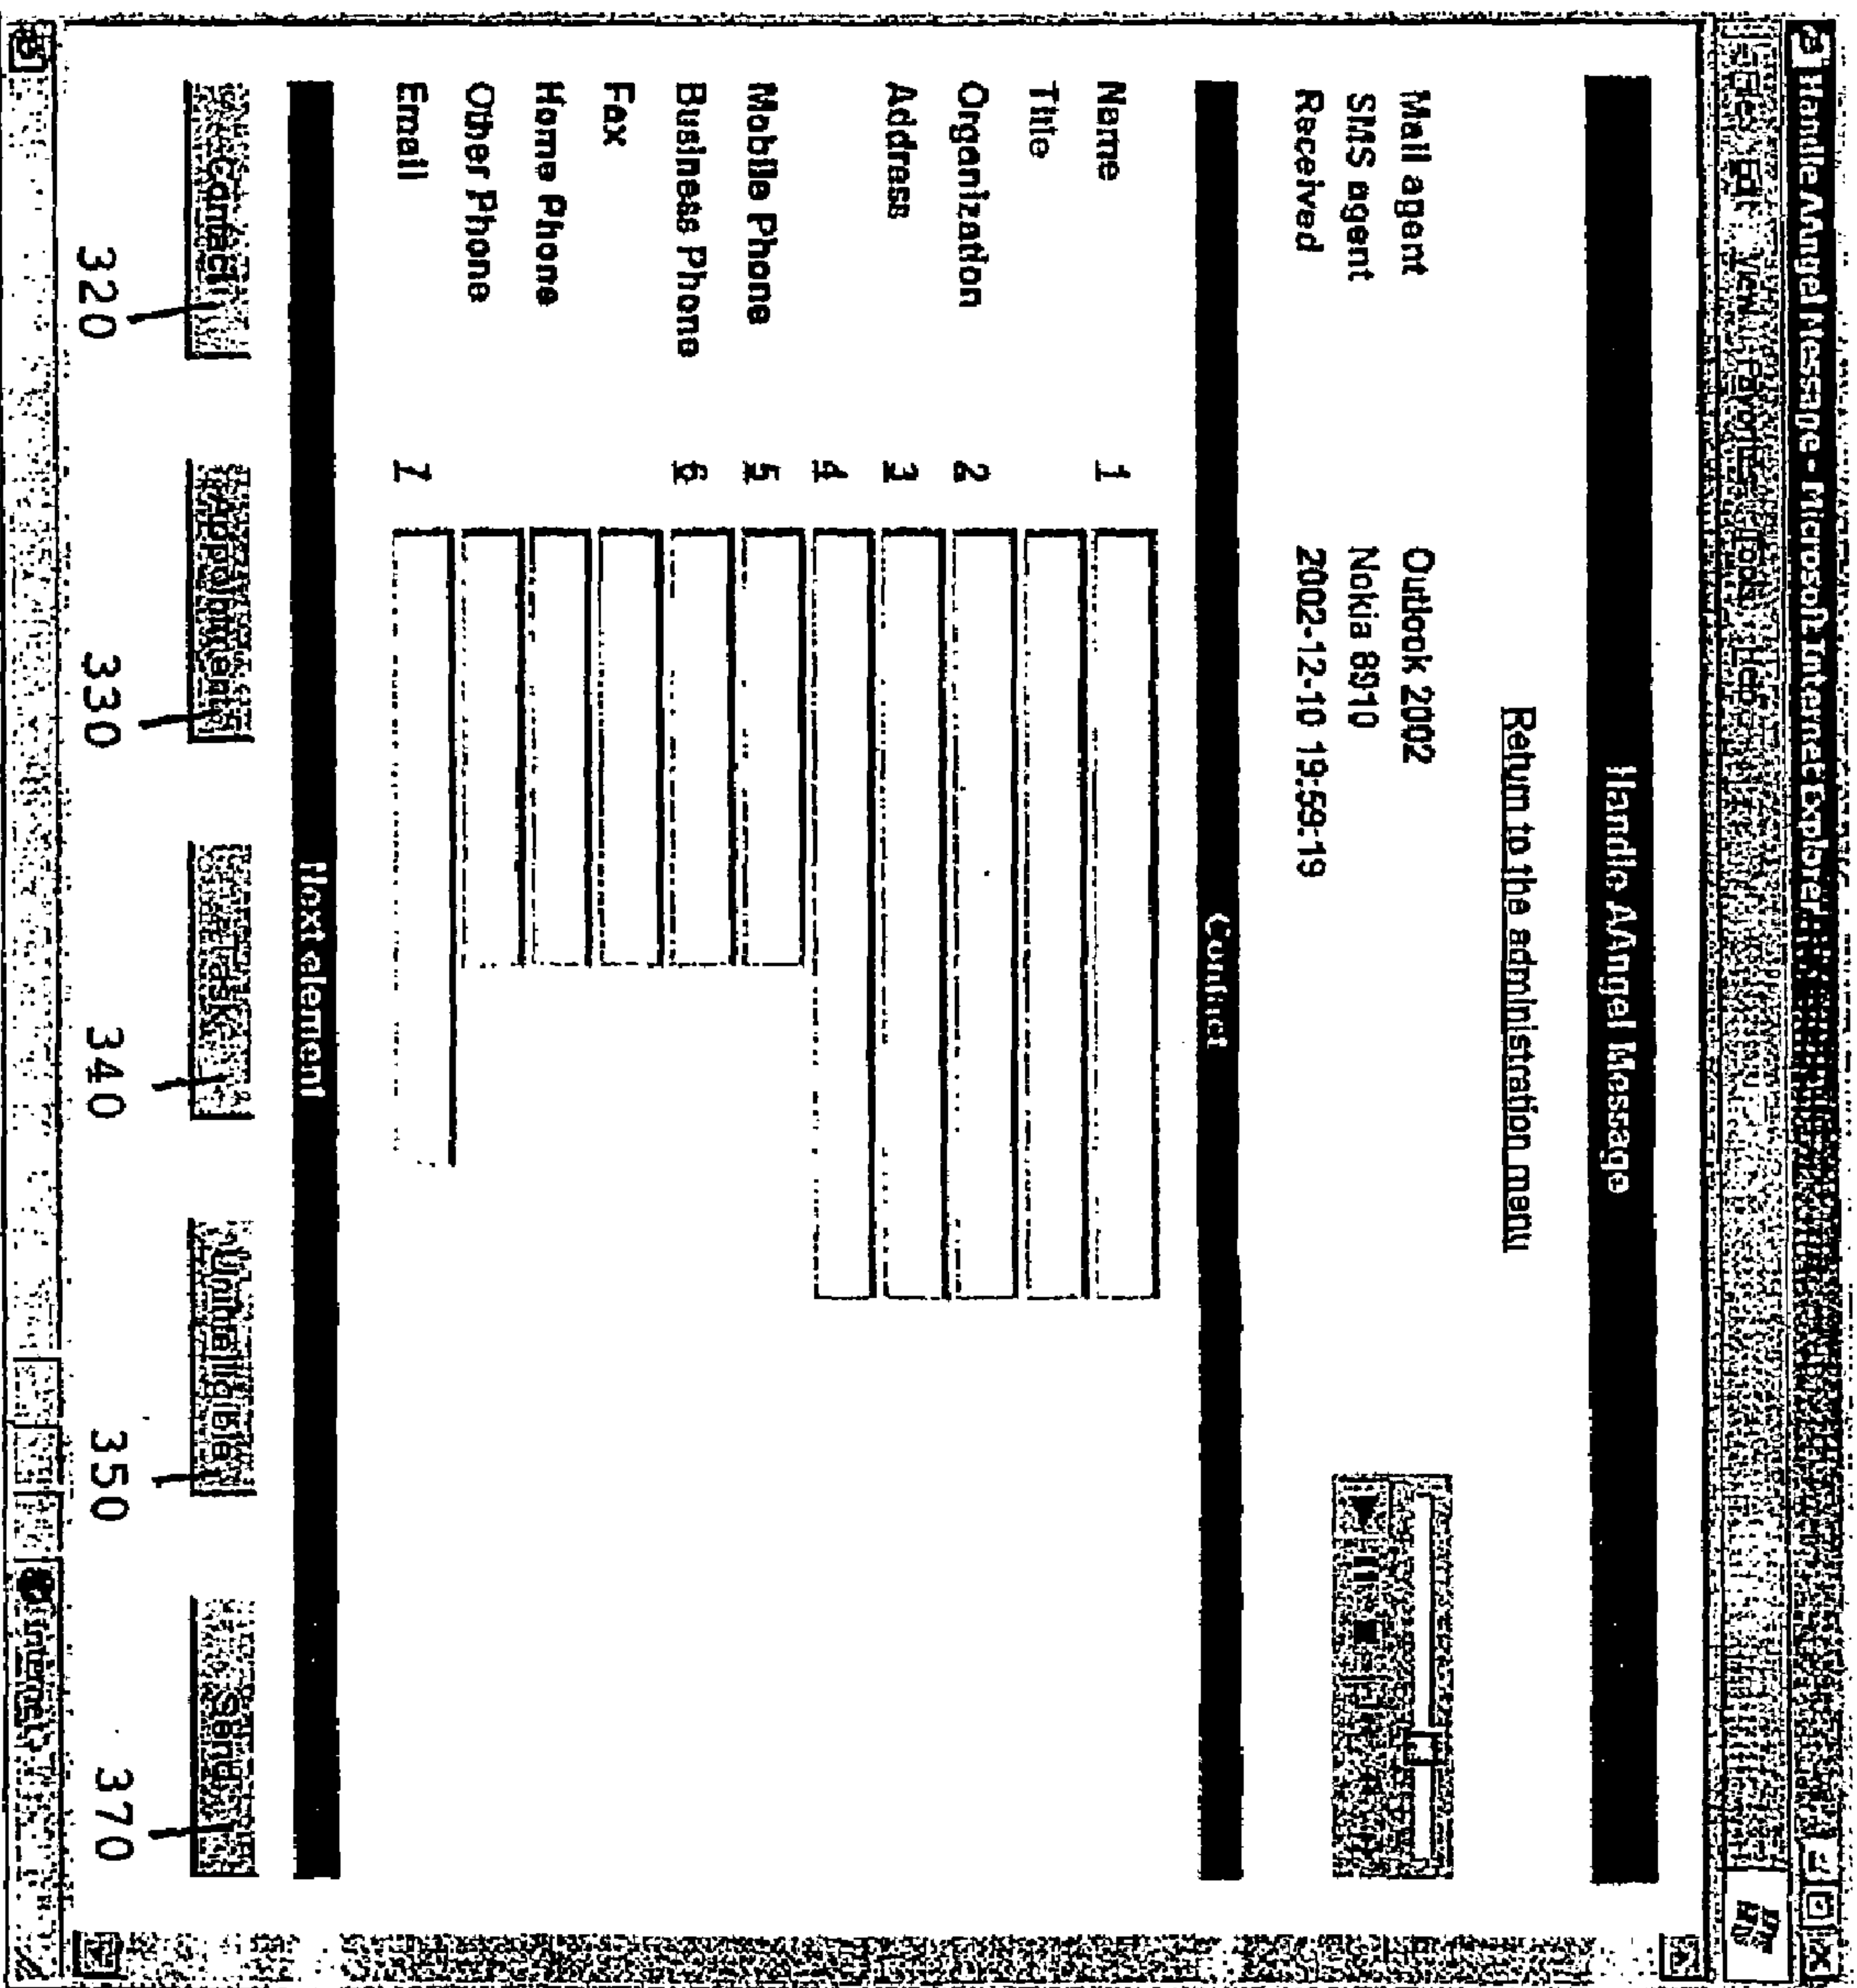 Handle AAngel Message - Microsoft Internet Explorer
File Edit View Favorites Tools Help
Handle AAngel Message
Return to the administration menu
Mail agent Outlook 2002
SMS agent Nokia 8910
Received 2002-12-10 19:59:19
Contact
Name 1
Title
Organization 2
Address 3
4
Mobile Phone 5
Business Phone 6
Fax
Home Phone
Other Phone
Email 7
Next element
Contact Appointment Task Unintelligible Send
320 330 340 350 370
Internet